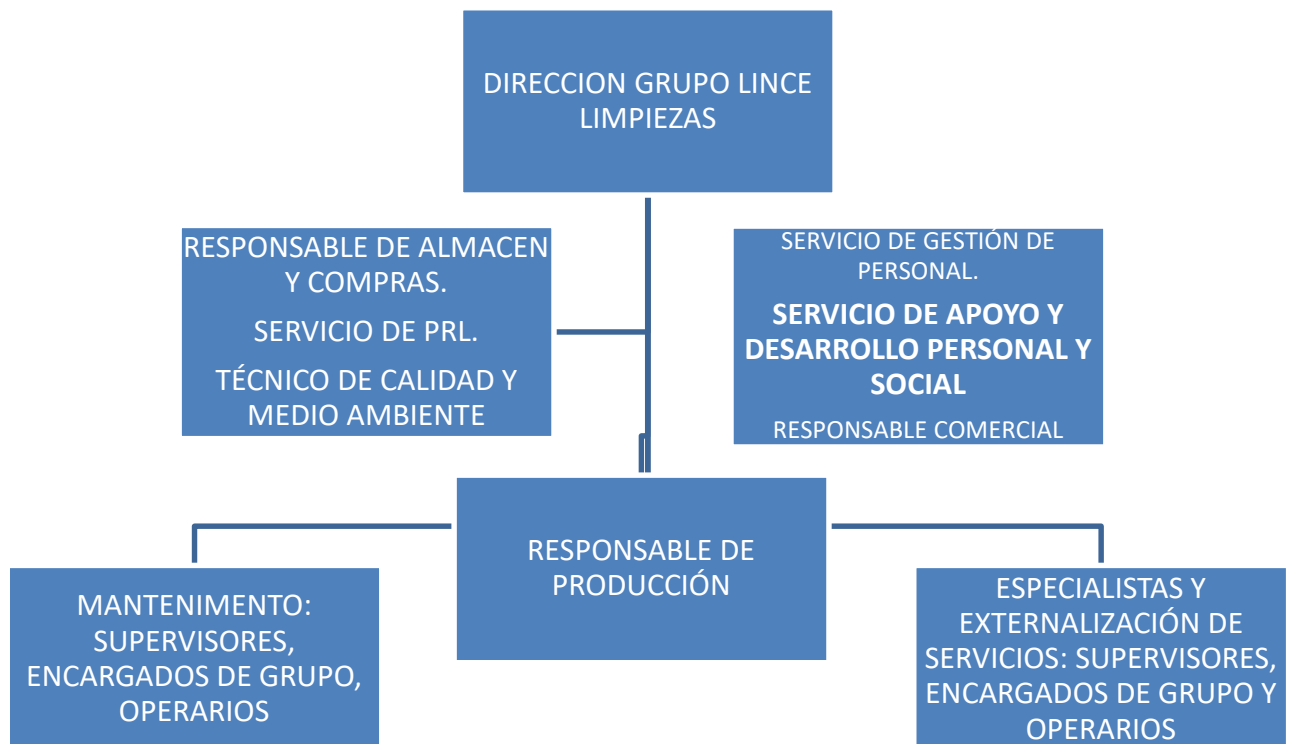 DIRECCION GRUPO LINCE
LIMPIEZAS
RESPONSABLE DE ALMACEN
Y COMPRAS.
SERVICIO DE PRL.
TÉCNICO DE CALIDAD Y
MEDIO AMBIENTE
SERVICIO DE GESTIÓN DE
PERSONAL.
SERVICIO DE APOYO Y
DESARROLLO PERSONAL Y
SOCIAL
RESPONSABLE COMERCIAL
RESPONSABLE DE
PRODUCCIÓN
MANTENIMENTO:
SUPERVISORES,
ENCARGADOS DE GRUPO,
OPERARIOS
ESPECIALISTAS Y
EXTERNALIZACIÓN DE
SERVICIOS: SUPERVISORES,
ENCARGADOS DE GRUPO Y
OPERARIOS